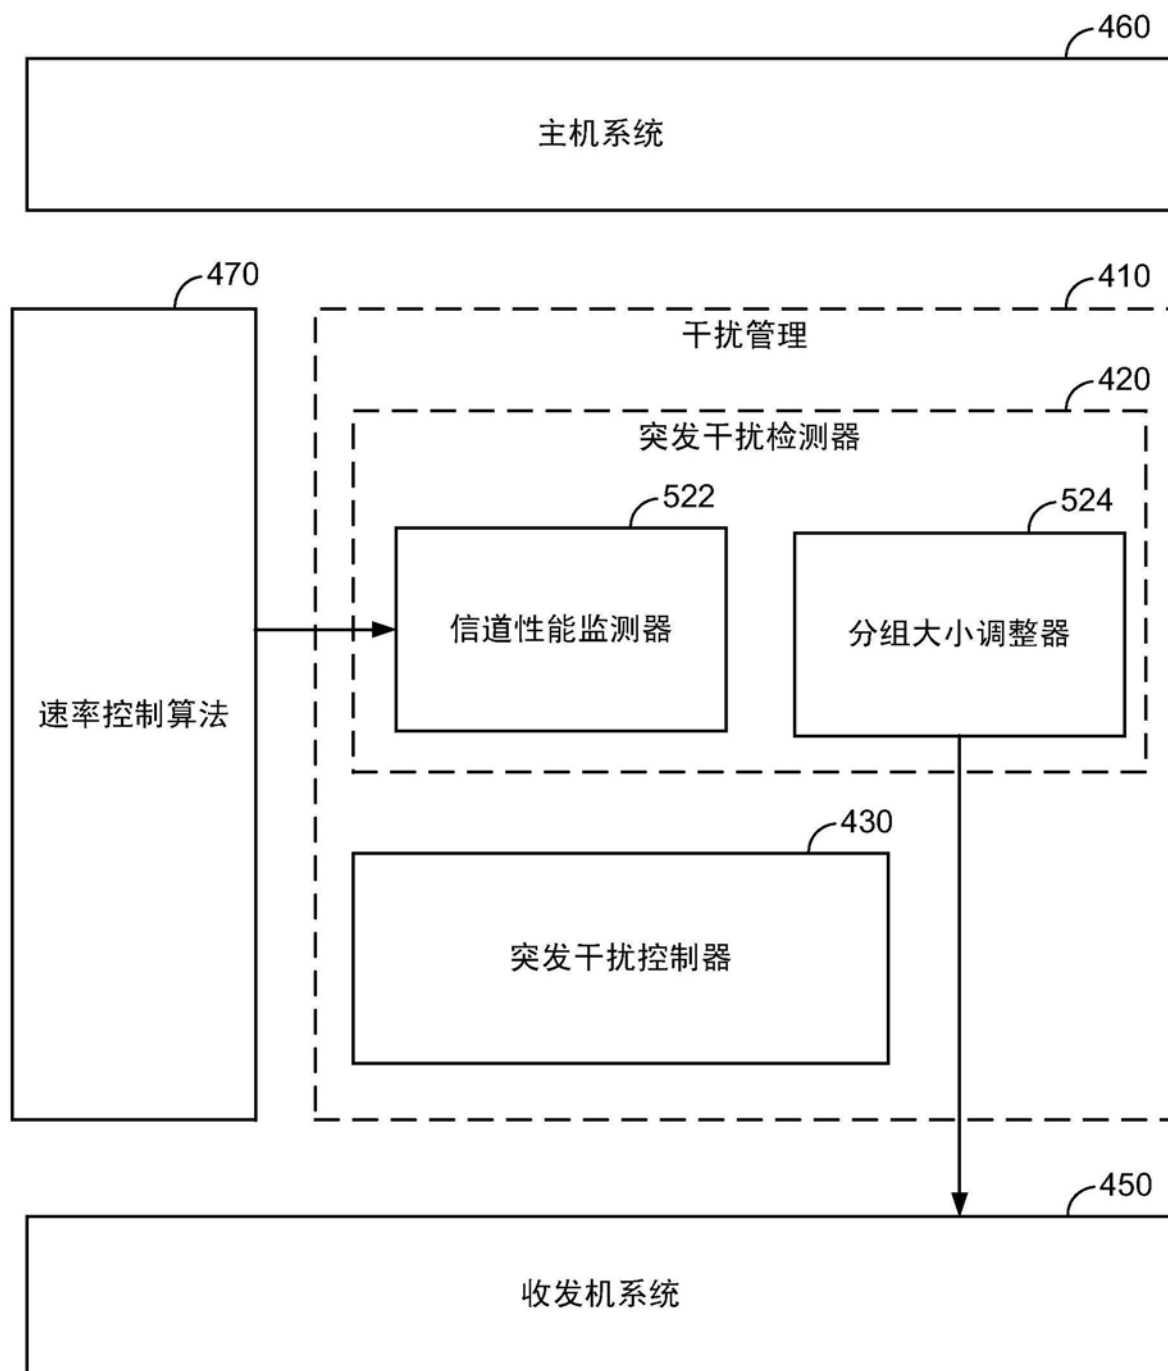 460
主机系统
470
410
干扰管理
420
突发干扰检测器
522
524
信道性能监测器
分组大小调整器
速率控制算法
430
突发干扰控制器
450
收发机系统